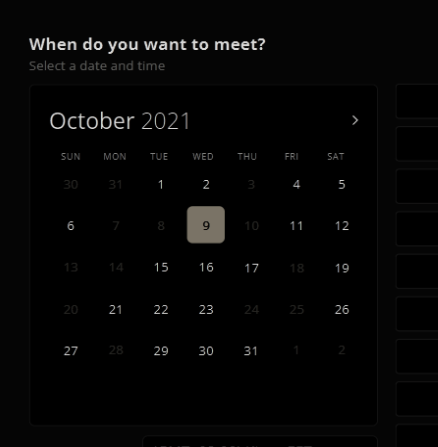 When do you want to meet?
Select a date and time
October 2021
SUN MON TUE WED THU FRI SAT
30 31 1 2 3 4 5
6 7 8 9 10 11 12
13 14 15 16 17 18 19
20 21 22 23 24 25 26
27 28 29 30 31 1 2